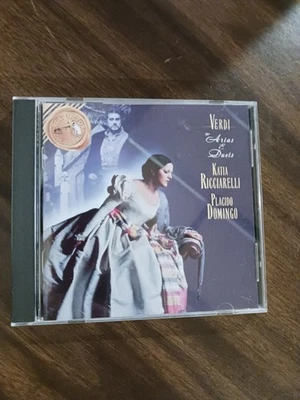 VERDI
Arias
&
Duets
KATIA
RICCIARELLI
PLACIDO
DOMINGO